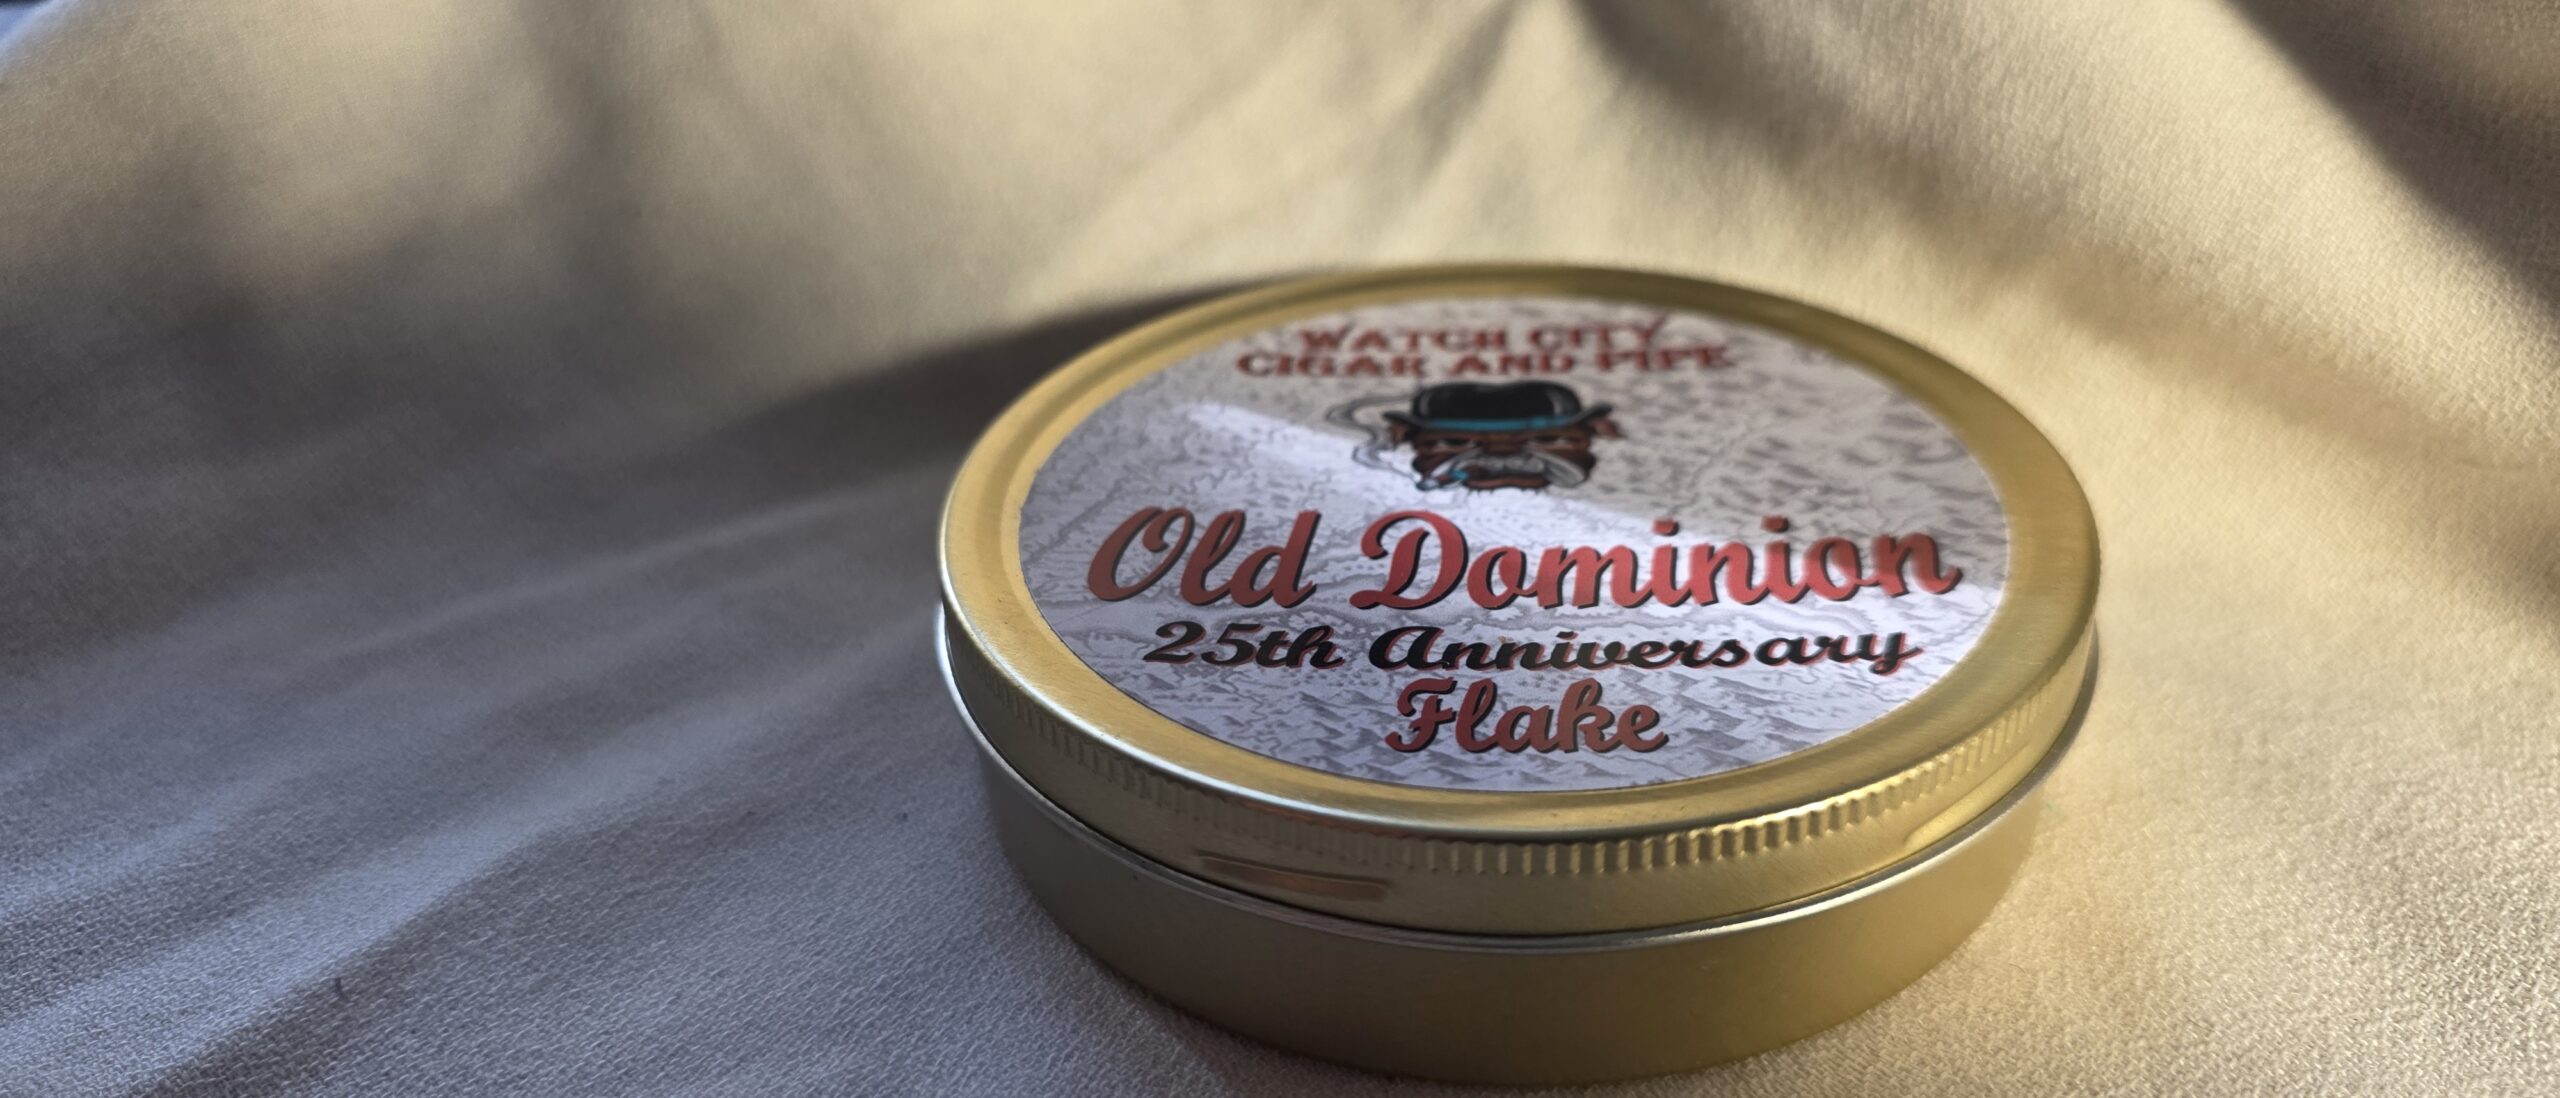 WATCH CITY
CIGAR AND PIPE
Old Dominion
25th Anniversary
Flake